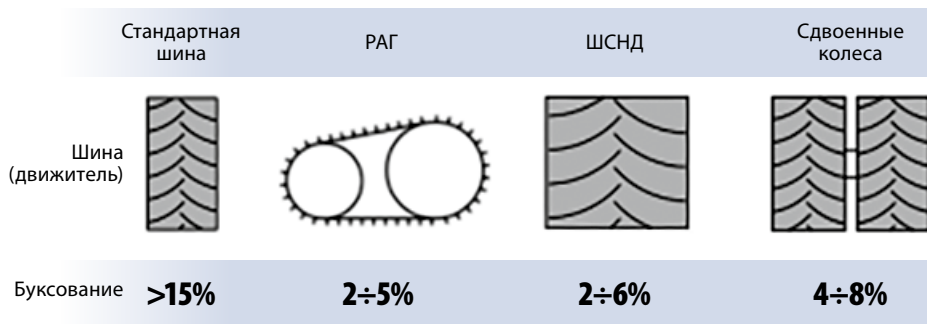 Стандартная
шина
РАГ
ШСНД
Сдвоенные
колеса
Шина
(движитель)
Буксование >15% 2÷5% 2÷6% 4÷8%